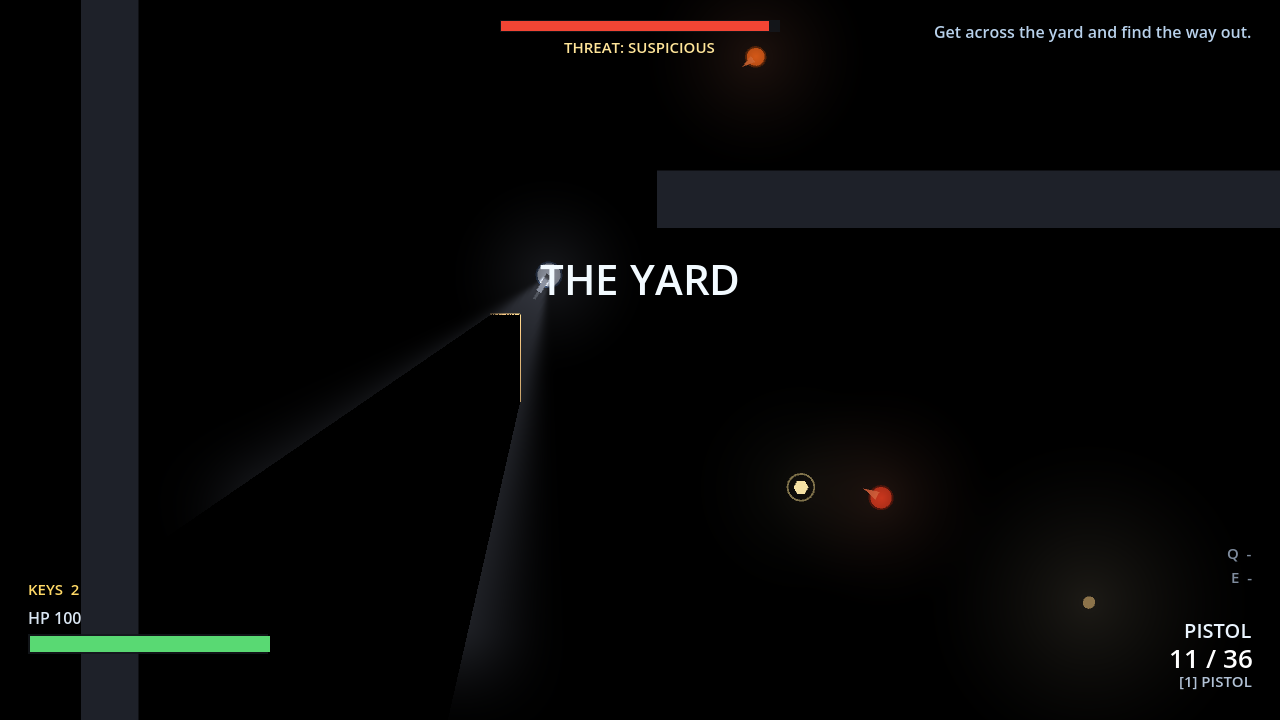 THREAT: SUSPICIOUS
Get across the yard and find the way out.
THE YARD
Q -
E -
KEYS 2
HP 100
PISTOL
11 / 36
[1] PISTOL